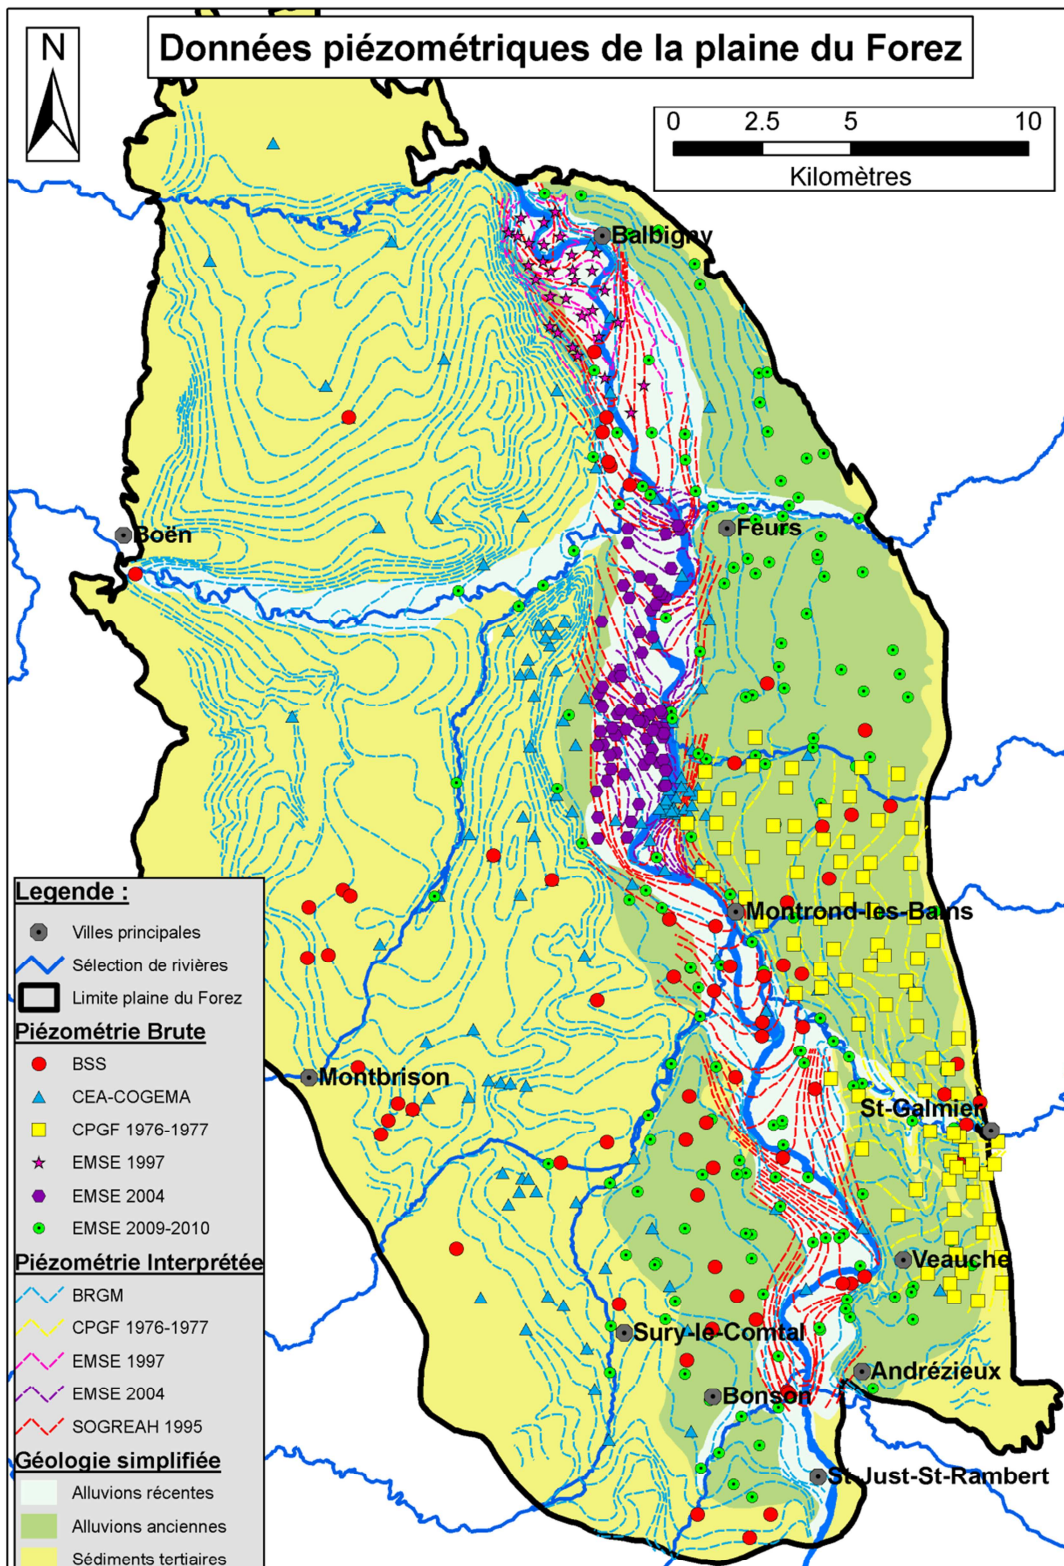 Données piézométriques de la plaine du Forez
N
0 2.5 5 10
Kilomètres
Balbigny
Boën
Feurs
Montrond-les-Bains
Montbrison
St-Galmier
Veauche
Sury-le-Comtal
Andrézieux
Bonson
St-Just-St-Rambert
Legende :
Villes principales
Sélection de rivières
Limite plaine du Forez
Piézométrie Brute
BSS
CEA-COGEMA
CPGF 1976-1977
EMSE 1997
EMSE 2004
EMSE 2009-2010
Piézométrie Interprétée
BRGM
CPGF 1976-1977
EMSE 1997
EMSE 2004
SOGREAH 1995
Géologie simplifiée
Alluvions récentes
Alluvions anciennes
Sédiments tertiaires